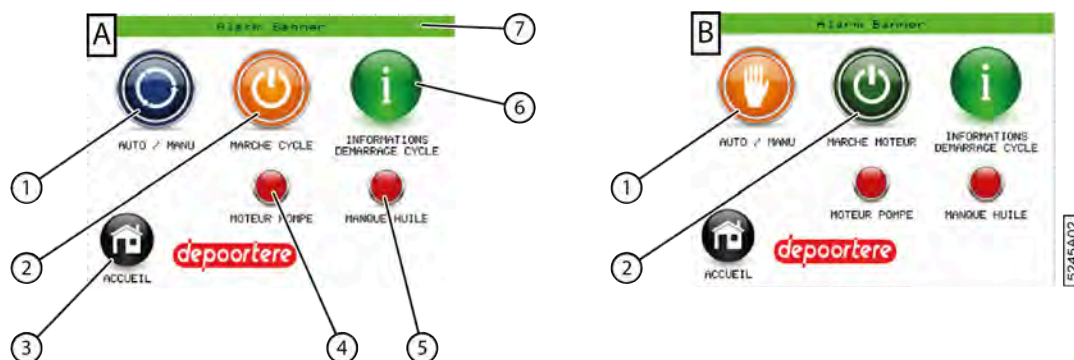 A
Alarm Banner
7
AUTO / MANU
MARCHE CYCLE
INFORMATIONS
DEMARRAGE CYCLE
6
1
2
MOTEUR POMPE
MANQUE HUILE
ACCUEIL
depoortere
3
4
5
B
Alarm Banner
AUTO / MANU
MARCHE MOTEUR
INFORMATIONS
DEMARRAGE CYCLE
1
2
MOTEUR POMPE
MANQUE HUILE
ACCUEIL
depoortere
5245A02